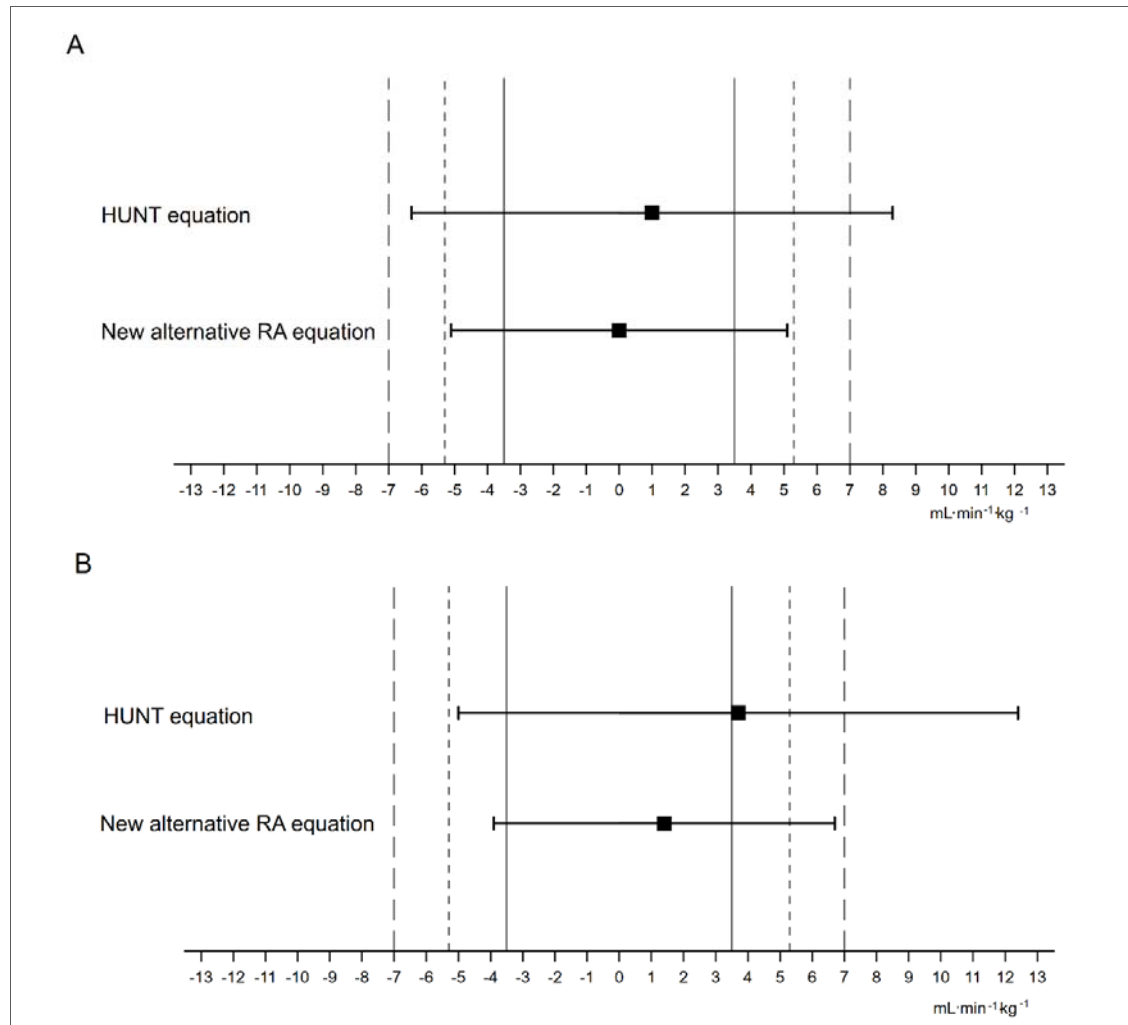 A
HUNT equation
New alternative RA equation
-13 -12 -11 -10 -9 -8 -7 -6 -5 -4 -3 -2 -1 0 1 2 3 4 5 6 7 8 9 10 11 12 13
mL·min⁻¹·kg⁻¹
B
HUNT equation
New alternative RA equation
-13 -12 -11 -10 -9 -8 -7 -6 -5 -4 -3 -2 -1 0 1 2 3 4 5 6 7 8 9 10 11 12 13
mL·min⁻¹·kg⁻¹